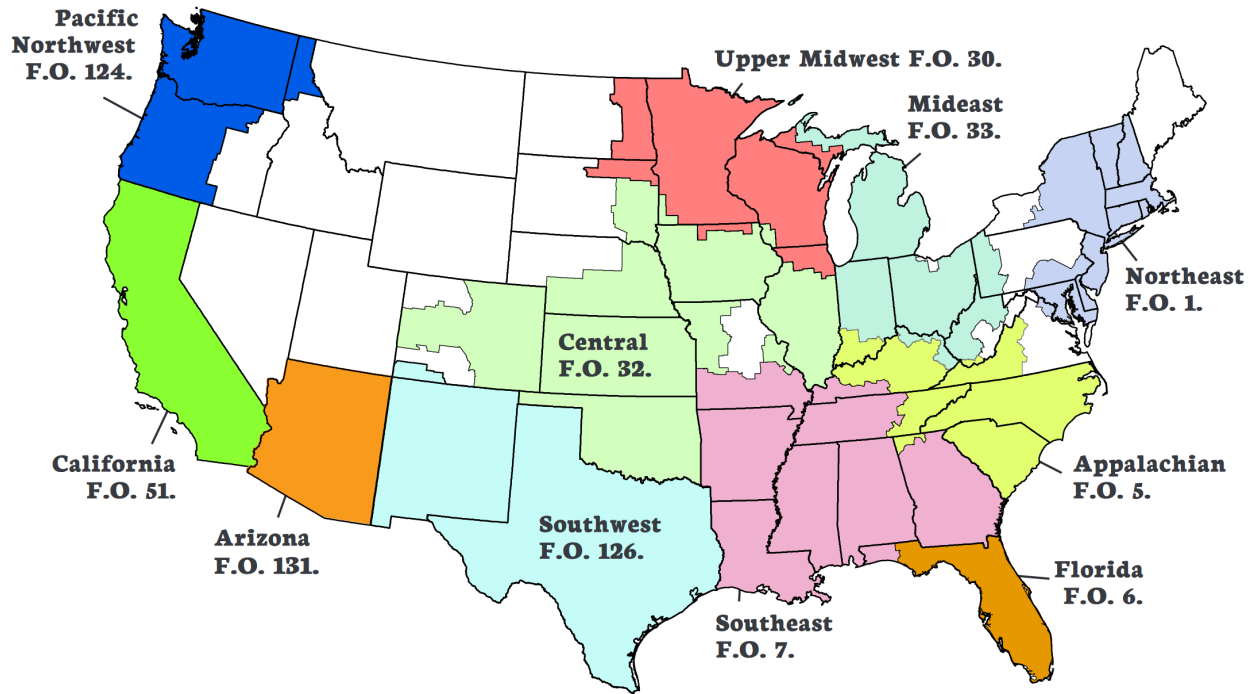 Pacific
Northwest
F.O. 124.
Upper Midwest F.O. 30.
Mideast
F.O. 33.
Northeast
F.O. 1.
Central
F.O. 32.
California
F.O. 51.
Appalachian
F.O. 5.
Arizona
F.O. 131.
Southwest
F.O. 126.
Florida
F.O. 6.
Southeast
F.O. 7.